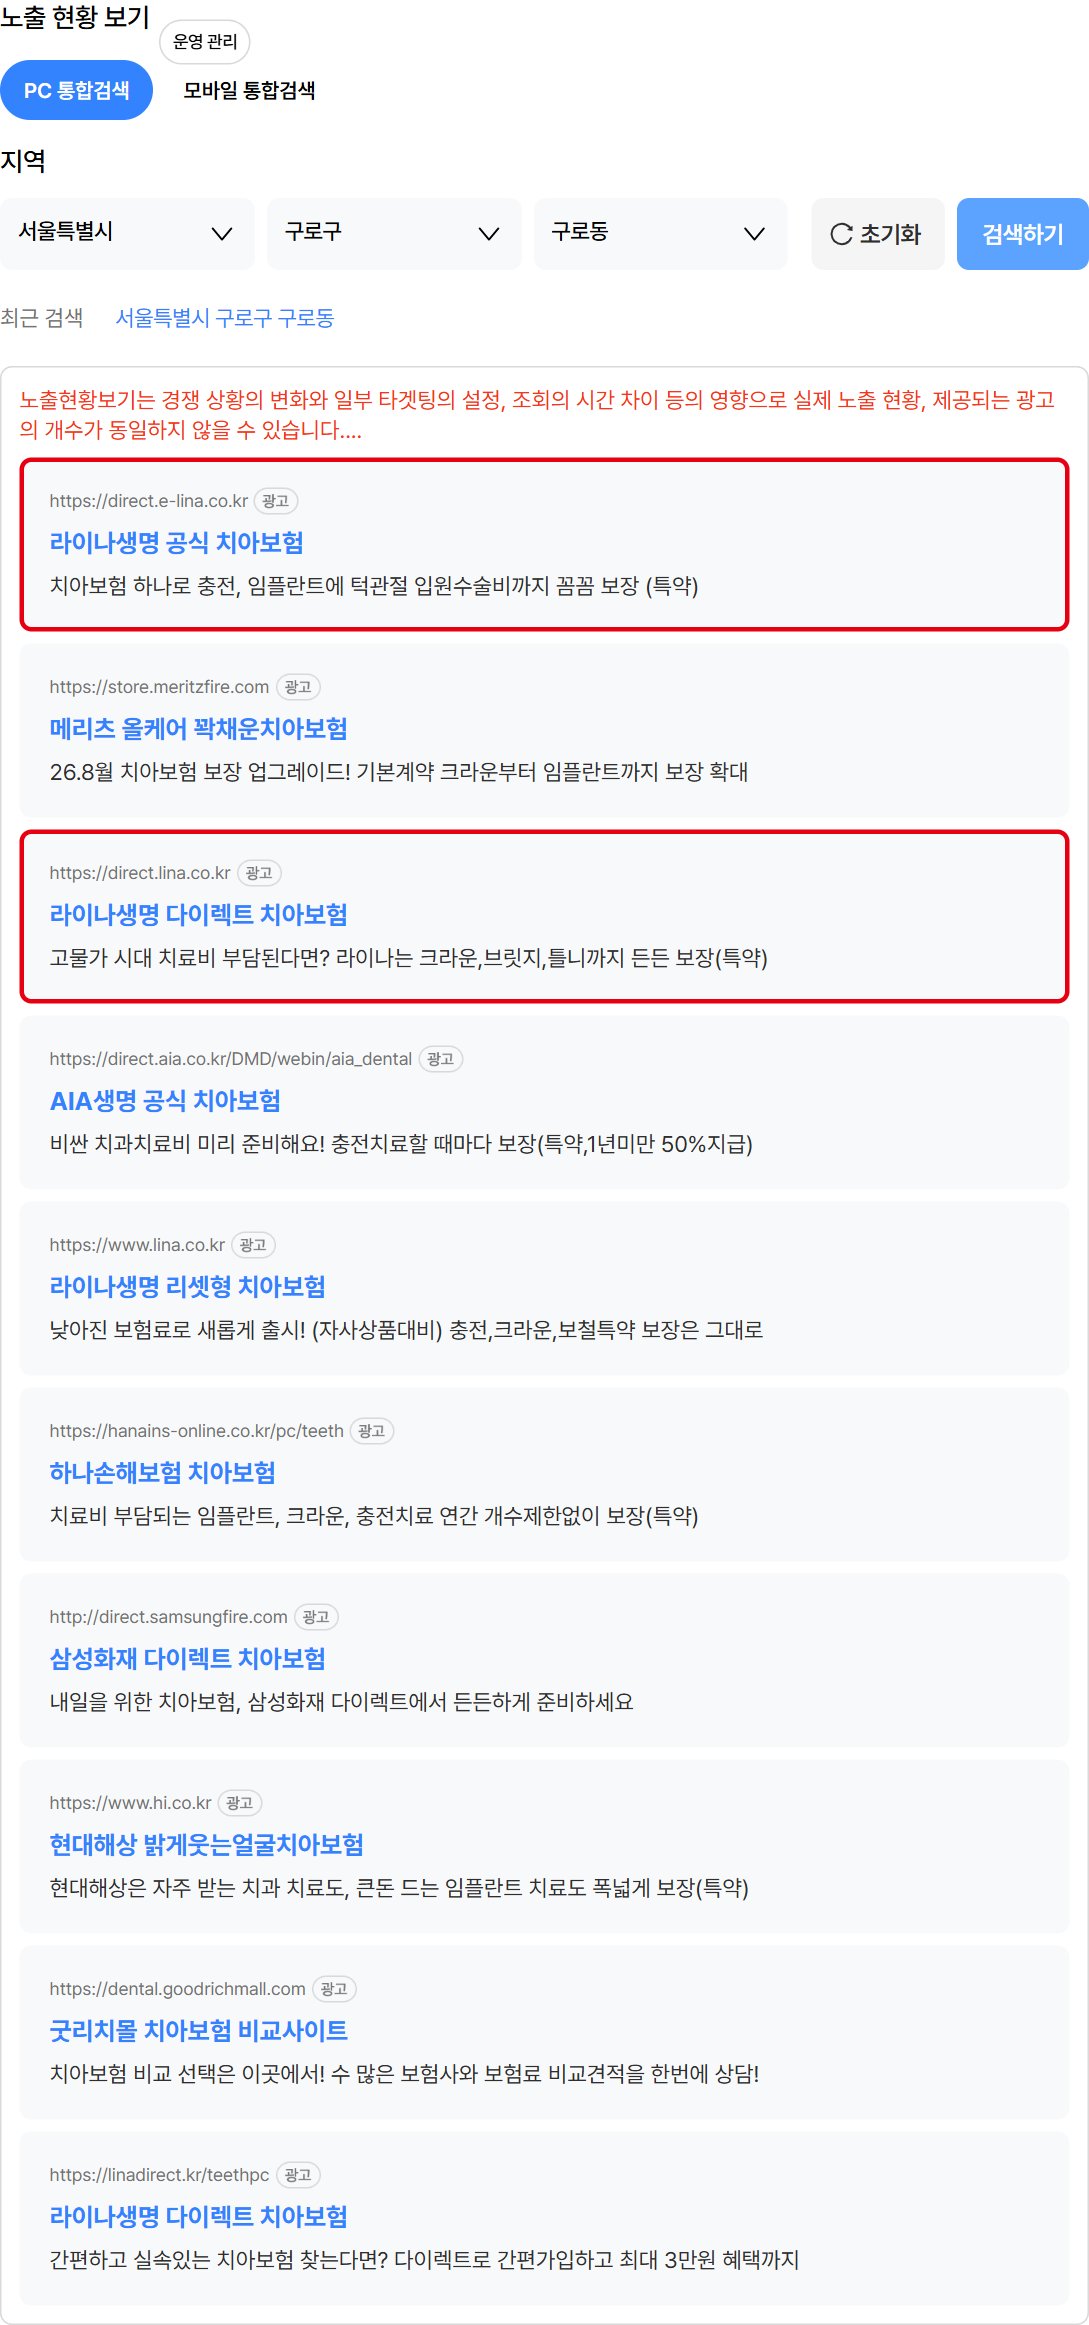 노출 현황 보기
운영 관리
PC 통합검색
모바일 통합검색
지역
서울특별시
구로구
구로동
초기화
검색하기
최근 검색
서울특별시 구로구 구로동
노출현황보기는 경쟁 상황의 변화와 일부 타겟팅의 설정, 조회의 시간 차이 등의 영향으로 실제 노출 현황, 제공되는 광고
의 개수가 동일하지 않을 수 있습니다....
https://direct.e-lina.co.kr 광고
라이나생명 공식 치아보험
치아보험 하나로 충전, 임플란트에 턱관절 입원수술비까지 꼼꼼 보장 (특약)
https://store.meritzfire.com 광고
메리츠 올케어 꽉채운치아보험
26.8월 치아보험 보장 업그레이드! 기본계약 크라운부터 임플란트까지 보장 확대
https://direct.lina.co.kr 광고
라이나생명 다이렉트 치아보험
고물가 시대 치료비 부담된다면? 라이나는 크라운,브릿지,틀니까지 든든 보장(특약)
https://direct.aia.co.kr/DMD/webin/aia_dental 광고
AIA생명 공식 치아보험
비싼 치과치료비 미리 준비해요! 충전치료할 때마다 보장(특약,1년미만 50%지급)
https://www.lina.co.kr 광고
라이나생명 리셋형 치아보험
낮아진 보험료로 새롭게 출시! (자사상품대비) 충전,크라운,보철특약 보장은 그대로
https://hanains-online.co.kr/pc/teeth 광고
하나손해보험 치아보험
치료비 부담되는 임플란트, 크라운, 충전치료 연간 개수제한없이 보장(특약)
http://direct.samsungfire.com 광고
삼성화재 다이렉트 치아보험
내일을 위한 치아보험, 삼성화재 다이렉트에서 든든하게 준비하세요
https://www.hi.co.kr 광고
현대해상 밝게웃는얼굴치아보험
현대해상은 자주 받는 치과 치료도, 큰돈 드는 임플란트 치료도 폭넓게 보장(특약)
https://dental.goodrichmall.com 광고
굿리치몰 치아보험 비교사이트
치아보험 비교 선택은 이곳에서! 수 많은 보험사와 보험료 비교견적을 한번에 상담!
https://linadirect.kr/teethpc 광고
라이나생명 다이렉트 치아보험
간편하고 실속있는 치아보험 찾는다면? 다이렉트로 간편가입하고 최대 3만원 혜택까지